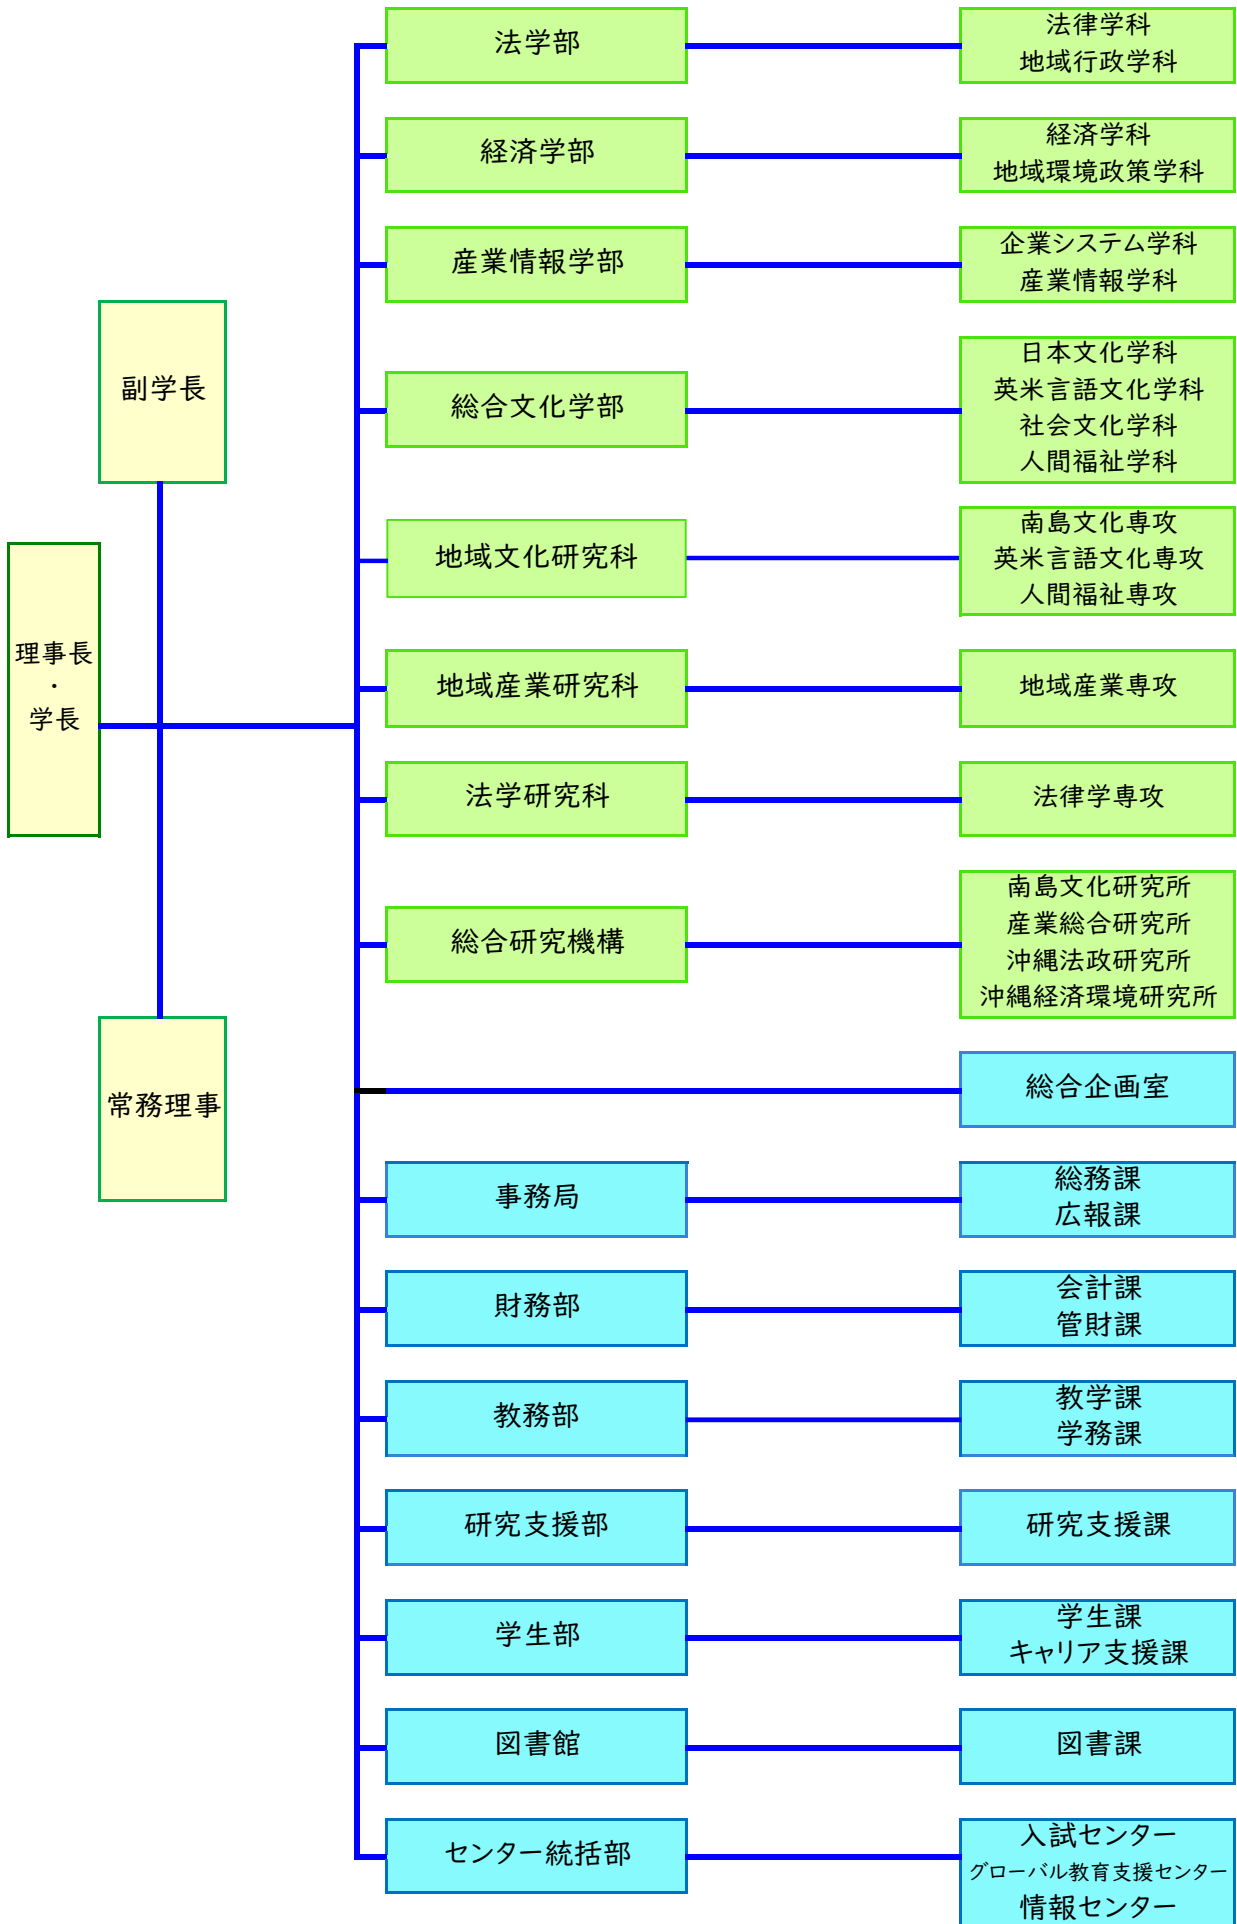 理事長
・
学長
副学長
常務理事
法学部
法律学科
地域行政学科
経済学部
経済学科
地域環境政策学科
産業情報学部
企業システム学科
産業情報学科
総合文化学部
日本文化学科
英米言語文化学科
社会文化学科
人間福祉学科
地域文化研究科
南島文化専攻
英米言語文化専攻
人間福祉専攻
地域産業研究科
地域産業専攻
法学研究科
法律学専攻
総合研究機構
南島文化研究所
産業総合研究所
沖縄法政研究所
沖縄経済環境研究所
総合企画室
事務局
総務課
広報課
財務部
会計課
管財課
教務部
教学課
学務課
研究支援部
研究支援課
学生部
学生課
キャリア支援課
図書館
図書課
センター統括部
入試センター
グローバル教育支援センター
情報センター